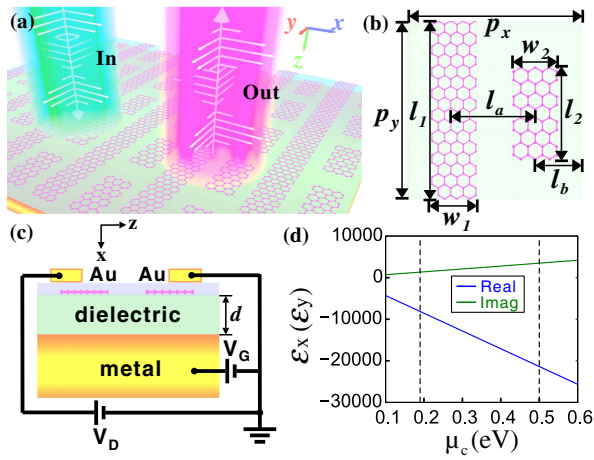 (a)
In
Out
y
x
z
(b)
p_x
p_y
l_1
w_1
l_a
w_2
l_2
l_b
(c)
z
x
Au
Au
dielectric
d
metal
V_G
V_D
(d)
10000
0
-10000
-20000
-30000
ε_x(ε_y)
Real
Imag
0.1
0.2
0.3
0.4
0.5
0.6
μ_c(eV)